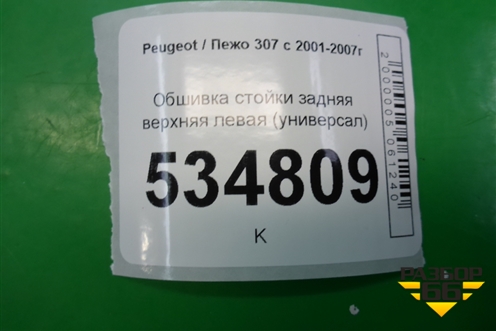 Peugeot / Пежо 307 с 2001-2007г
Обшивка стойки задняя
верхняя левая (универсал)
534809
К
2000005061240
РАЗБОР
66